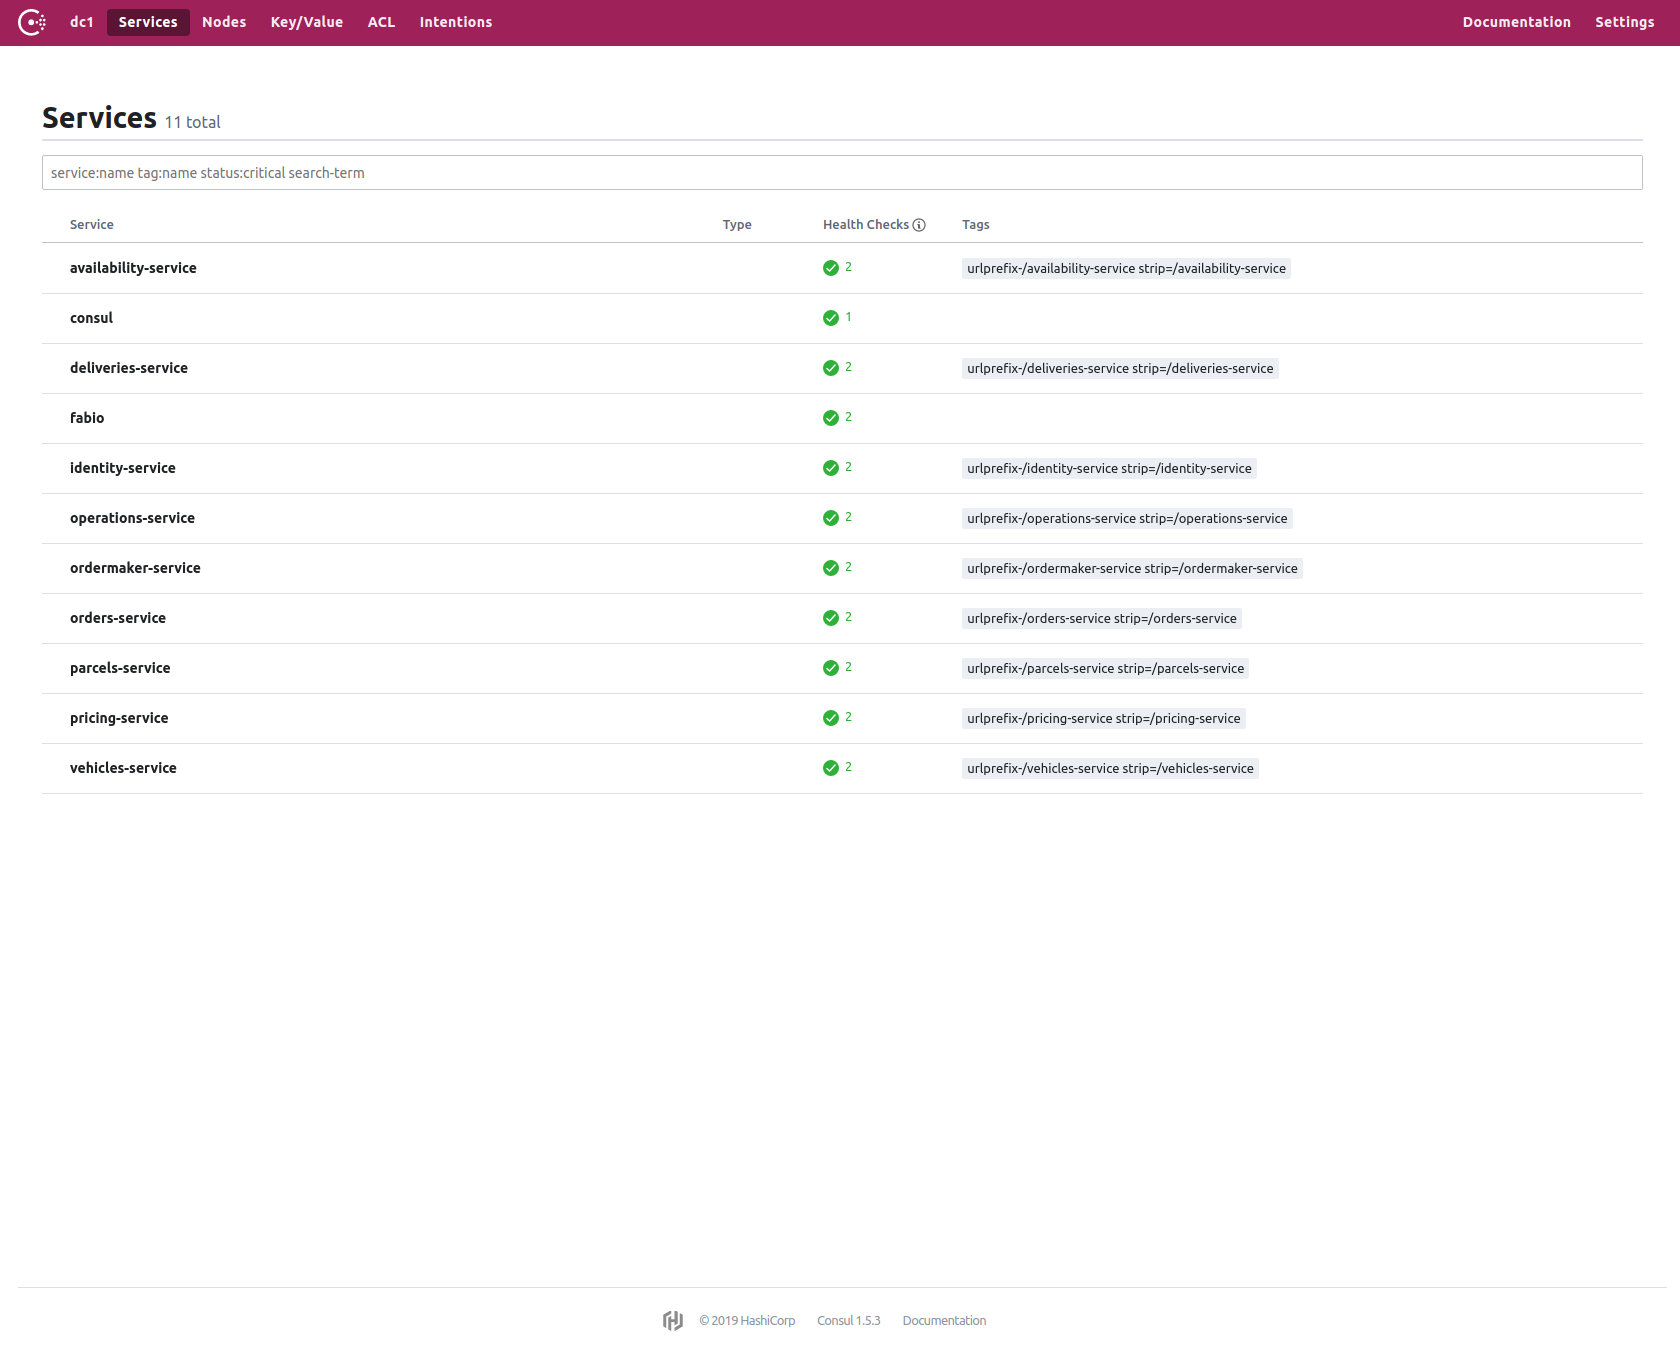 dc1 Services Nodes Key/Value ACL Intentions Documentation Settings
Services 11 total
service:name tag:name status:critical search-term
Service Type Health Checks Tags
availability-service 2 urlprefix-/availability-service strip=/availability-service
consul 1
deliveries-service 2 urlprefix-/deliveries-service strip=/deliveries-service
fabio 2
identity-service 2 urlprefix-/identity-service strip=/identity-service
operations-service 2 urlprefix-/operations-service strip=/operations-service
ordermaker-service 2 urlprefix-/ordermaker-service strip=/ordermaker-service
orders-service 2 urlprefix-/orders-service strip=/orders-service
parcels-service 2 urlprefix-/parcels-service strip=/parcels-service
pricing-service 2 urlprefix-/pricing-service strip=/pricing-service
vehicles-service 2 urlprefix-/vehicles-service strip=/vehicles-service
© 2019 HashiCorp Consul 1.5.3 Documentation